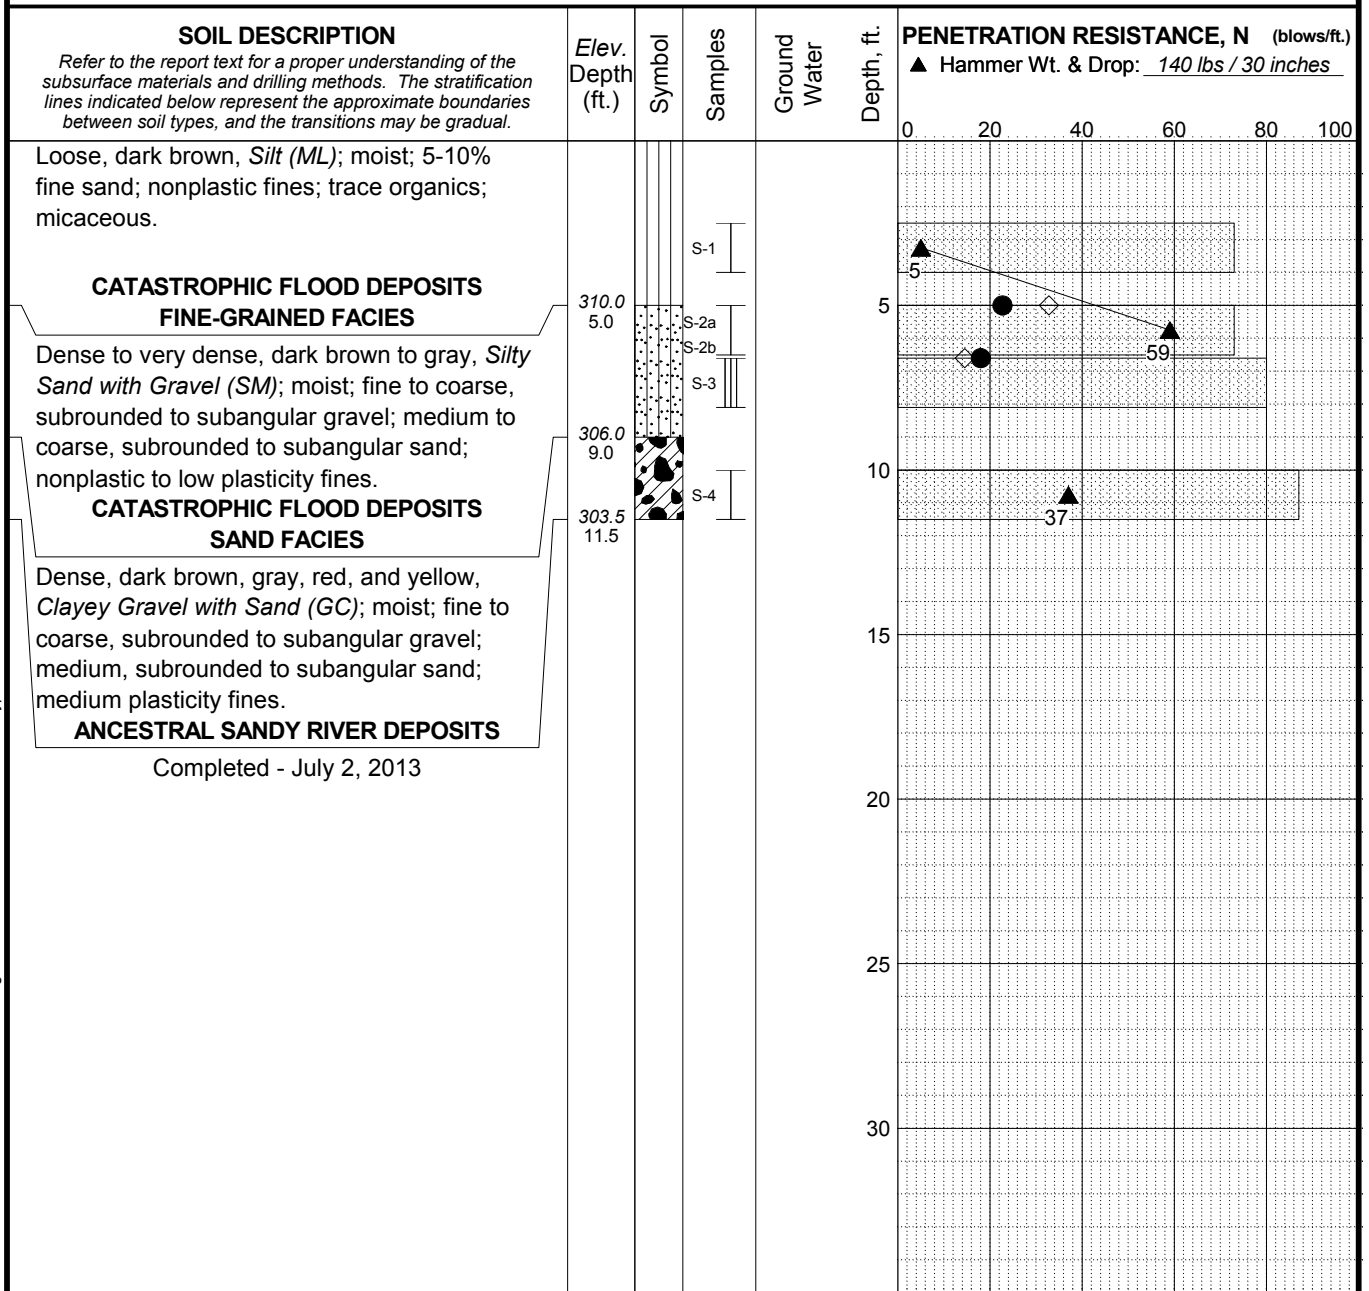 SOIL DESCRIPTION
Refer to the report text for a proper understanding of the
subsurface materials and drilling methods. The stratification
lines indicated below represent the approximate boundaries
between soil types, and the transitions may be gradual.
Elev.
Depth
(ft.)
Symbol
Samples
Ground
Water
Depth, ft.
PENETRATION RESISTANCE, N (blows/ft.)
▲ Hammer Wt. & Drop: 140 lbs / 30 inches
0 20 40 60 80 100
Loose, dark brown, Silt (ML); moist; 5-10%
fine sand; nonplastic fines; trace organics;
micaceous.
CATASTROPHIC FLOOD DEPOSITS
FINE-GRAINED FACIES
Dense to very dense, dark brown to gray, Silty
Sand with Gravel (SM); moist; fine to coarse,
subrounded to subangular gravel; medium to
coarse, subrounded to subangular sand;
nonplastic to low plasticity fines.
CATASTROPHIC FLOOD DEPOSITS
SAND FACIES
Dense, dark brown, gray, red, and yellow,
Clayey Gravel with Sand (GC); moist; fine to
coarse, subrounded to subangular gravel;
medium, subrounded to subangular sand;
medium plasticity fines.
ANCESTRAL SANDY RIVER DEPOSITS
Completed - July 2, 2013
310.0
5.0
306.0
9.0
303.5
11.5
S-1
S-2a
S-2b
S-3
S-4
5
10
15
20
25
30
5
59
37